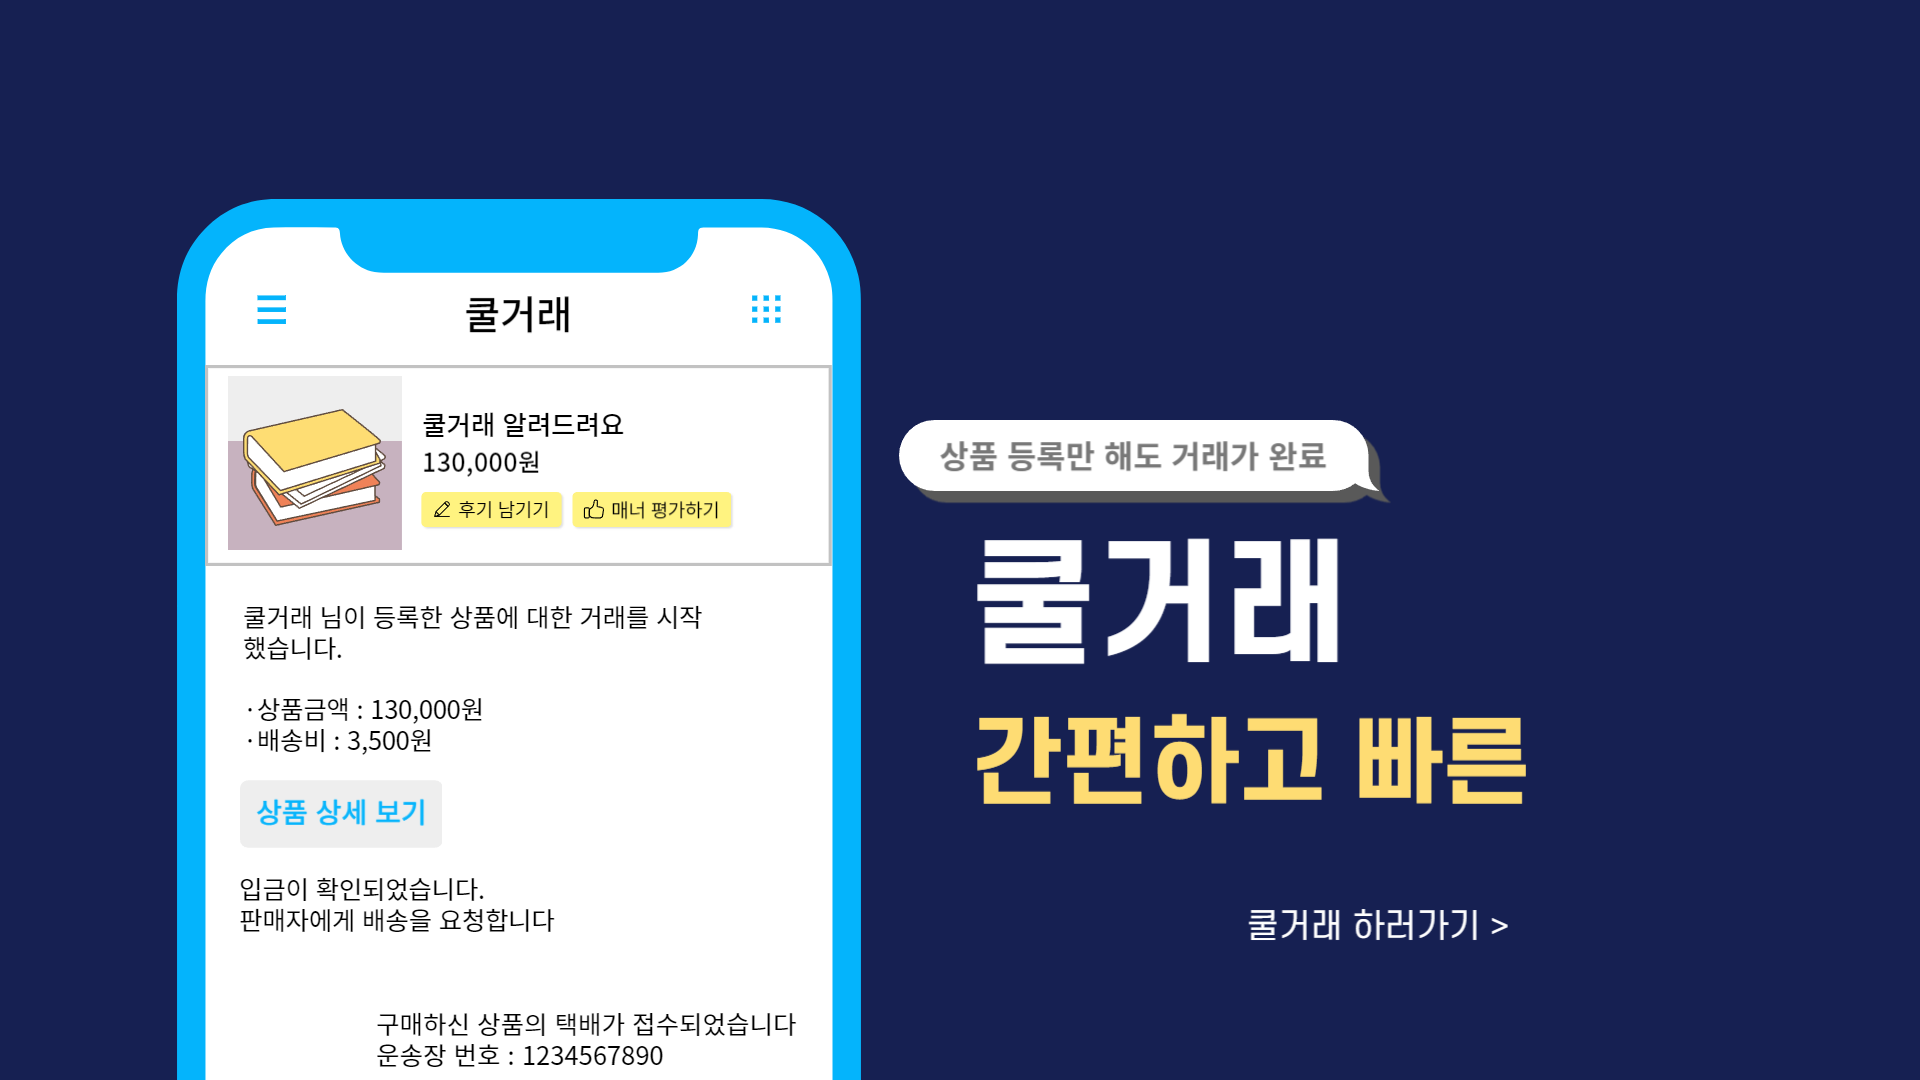 쿨거래
쿨거래 알려드려요
130,000원
후기 남기기
매너 평가하기
쿨거래 님이 등록한 상품에 대한 거래를 시작
했습니다.
·상품금액 : 130,000원
·배송비 : 3,500원
상품 상세 보기
입금이 확인되었습니다.
판매자에게 배송을 요청합니다
구매하신 상품의 택배가 접수되었습니다
운송장 번호 : 1234567890
상품 등록만 해도 거래가 완료
쿨거래
간편하고 빠른
쿨거래 하러가기 >